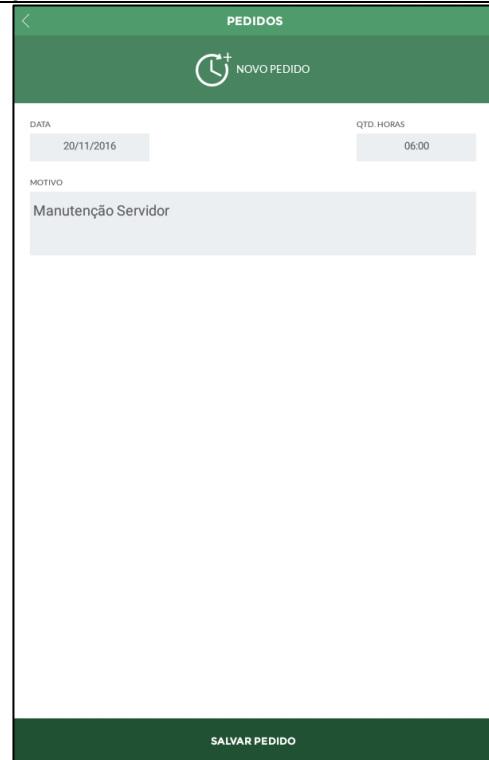 PEDIDOS
NOVO PEDIDO
DATA QTD. HORAS
20/11/2016 06:00
MOTIVO
Manutenção Servidor
SALVAR PEDIDO